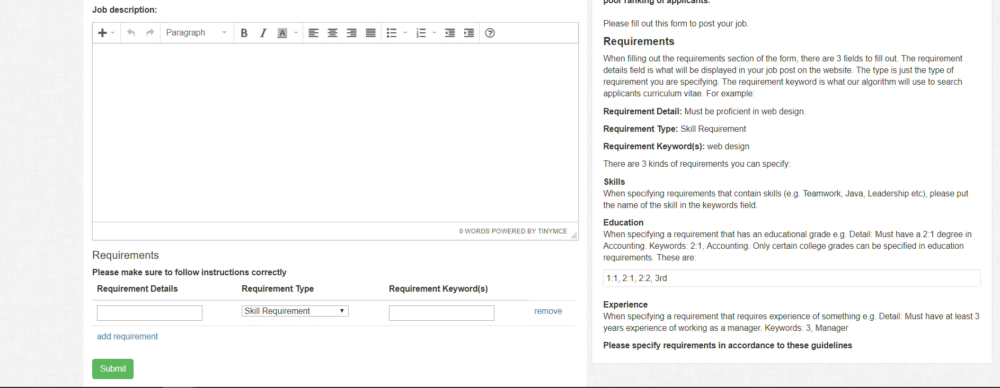 Job description:
Paragraph
B I A
0 WORDS POWERED BY TINYMCE
Requirements
Please make sure to follow instructions correctly
Requirement Details Requirement Type Requirement Keyword(s)
Skill Requirement remove
add requirement
Submit
poor ranking of applicants.
Please fill out this form to post your job.
Requirements
When filling out the requirements section of the form, there are 3 fields to fill out. The requirement
details field is what will be displayed in your job post on the website. The type is just the type of
requirement you are specifying. The requirement keyword is what our algorithm will use to search
applicants curriculum vitae. For example:
Requirement Detail: Must be proficient in web design.
Requirement Type: Skill Requirement
Requirement Keyword(s): web design
There are 3 kinds of requirements you can specify:
Skills
When specifying requirements that contain skills (e.g. Teamwork, Java, Leadership etc), please put
the name of the skill in the keywords field.
Education
When specifying a requirement that has an educational grade e.g. Detail: Must have a 2:1 degree in
Accounting. Keywords: 2:1, Accounting. Only certain college grades can be specified in education
requirements. These are:
1:1, 2:1, 2:2, 3rd
Experience
When specifying a requirement that requires experience of something e.g. Detail: Must have at least 3
years experience of working as a manager. Keywords: 3, Manager
Please specify requirements in accordance to these guidelines